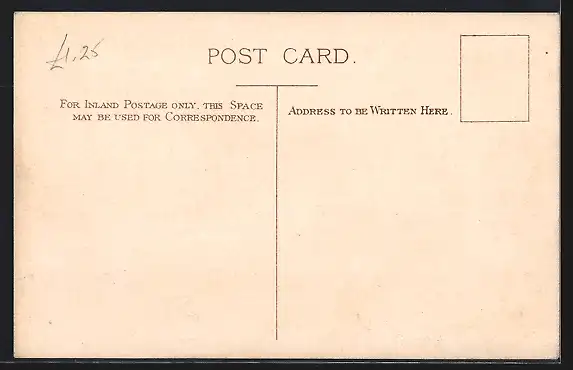 £1.25
POST CARD.
FOR INLAND POSTAGE ONLY, THIS SPACE
MAY BE USED FOR CORRESPONDENCE.
ADDRESS TO BE WRITTEN HERE.